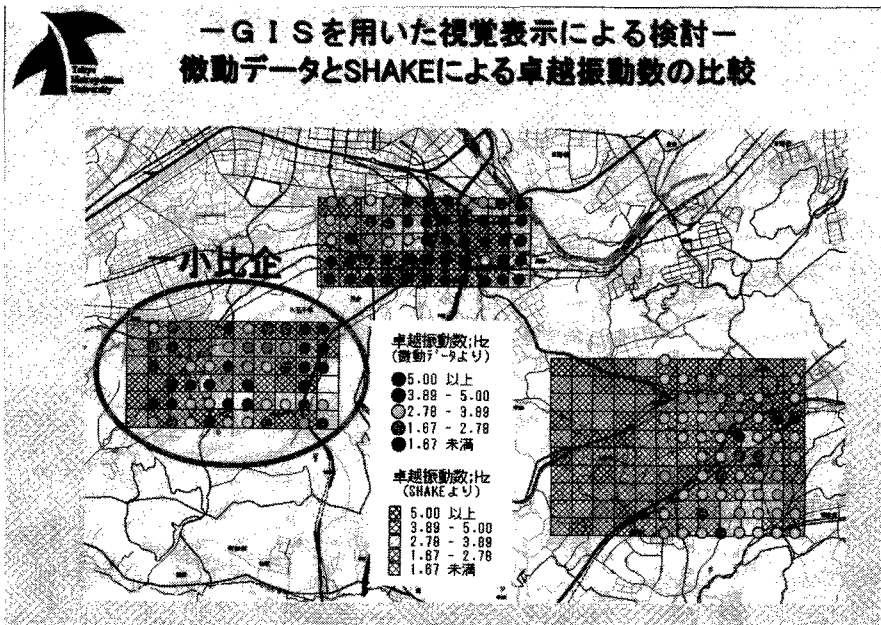 Tokyo
Metropolitan
University
－ＧＩＳを用いた視覚表示による検討－
微動データとSHAKEによる卓越振動数の比較
小比企
卓越振動数;Hz
(微動ﾃﾞｰﾀより)
5.00 以上
3.89 - 5.00
2.78 - 3.89
1.67 - 2.78
1.67 未満
卓越振動数;Hz
(SHAKEより)
5.00 以上
3.89 - 5.00
2.78 - 3.89
1.67 - 2.78
1.67 未満